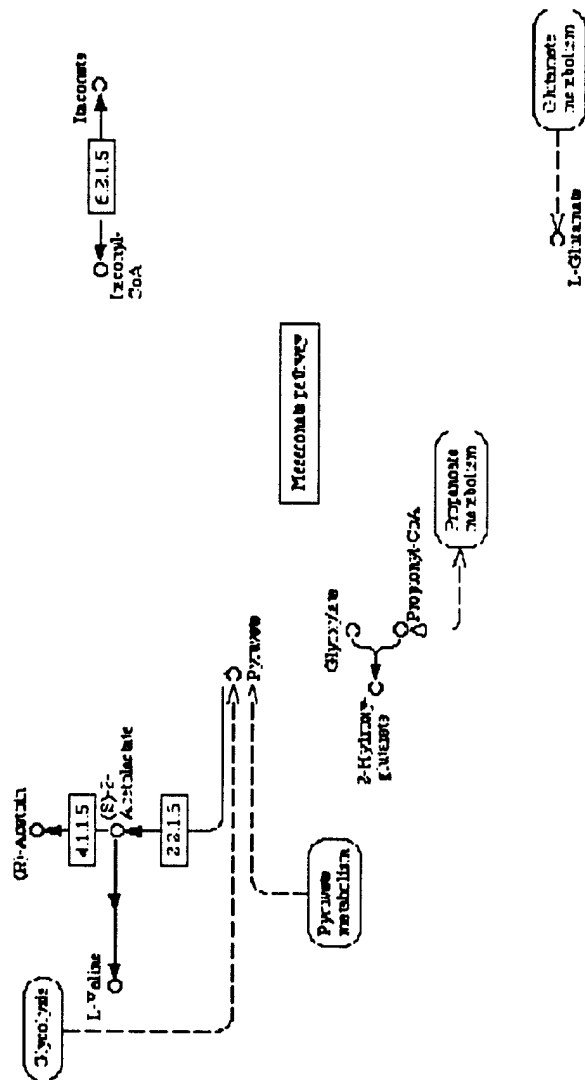 Glycolysis
(R)-Acetoin
4.1.1.5
L-Valine
(S)-2-
Acetolactate
2.2.1.6
Itaconate
6.2.1.5
Itaconyl-
CoA
Pyruvate
Pyruvate
metabolism
Mesaconate pathway
Glyoxylate
2-Hydroxy-
glutarate
Propionyl-CoA
Propanoate
metabolism
Glutamate
metabolism
L-Glutamate